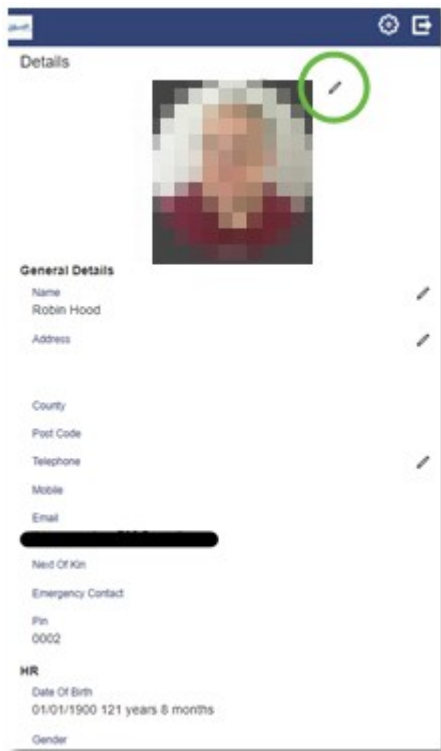 Details
General Details
Name
Robin Hood
Address
County
Post Code
Telephone
Mobile
Email
Next Of Kin
Emergency Contact
Pin
0002
HR
Date Of Birth
01/01/1900 121 years 8 months
Gender